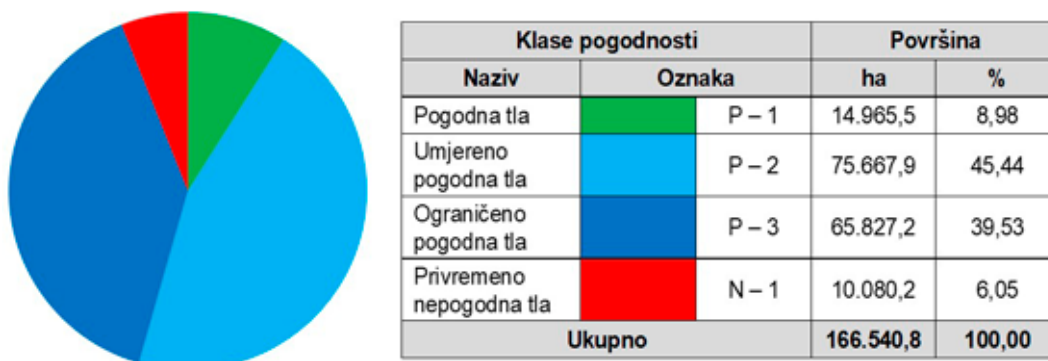 Klase pogodnosti Površina
Naziv Oznaka ha %
Pogodna tla P – 1 14.965,5 8,98
Umjereno
pogodna tla P – 2 75.667,9 45,44
Ograničeno
pogodna tla P – 3 65.827,2 39,53
Privremeno
nepogodna tla N – 1 10.080,2 6,05
Ukupno 166.540,8 100,00